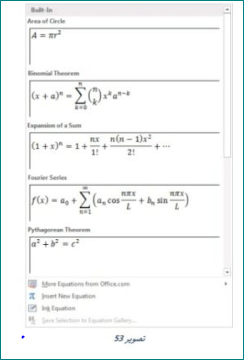 Built-In
Area of Circle
A = πr²
Binomial Theorem
(x + a)ⁿ = ∑ₖ₌₀ⁿ (n k) xᵏaⁿ⁻ᵏ
Expansion of a Sum
(1 + x)ⁿ = 1 + nx/1! + n(n − 1)x²/2! + ⋯
Fourier Series
f(x) = a₀ + ∑ₙ₌₁^∞ (aₙ cos nπx/L + bₙ sin nπx/L)
Pythagorean Theorem
a² + b² = c²
More Equations from Office.com
π Insert New Equation
Ink Equation
Save Selection to Equation Gallery...
تصویر 53